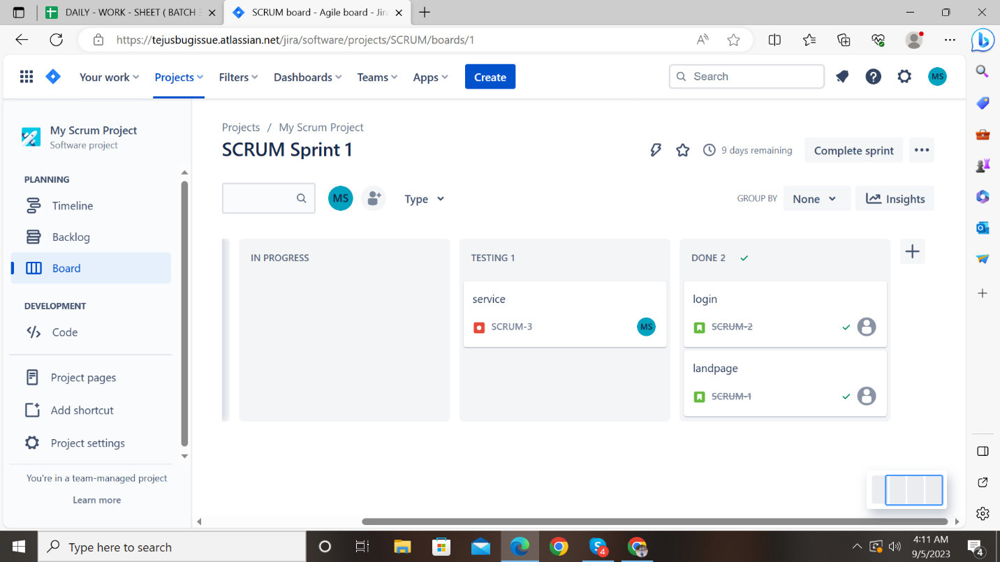 DAILY - WORK - SHEET ( BATCH
SCRUM board - Agile board - Jira
https://tejusbugissue.atlassian.net/jira/software/projects/SCRUM/boards/1
Your work
Projects
Filters
Dashboards
Teams
Apps
Create
Search
MS
My Scrum Project
Software project
PLANNING
Timeline
Backlog
Board
DEVELOPMENT
Code
Project pages
Add shortcut
Project settings
You're in a team-managed project
Learn more
Projects / My Scrum Project
SCRUM Sprint 1
9 days remaining
Complete sprint
MS
Type
GROUP BY
None
Insights
IN PROGRESS
TESTING 1
service
SCRUM-3
MS
DONE 2
login
SCRUM-2
landpage
SCRUM-1
Type here to search
4
4:11 AM
9/5/2023
4